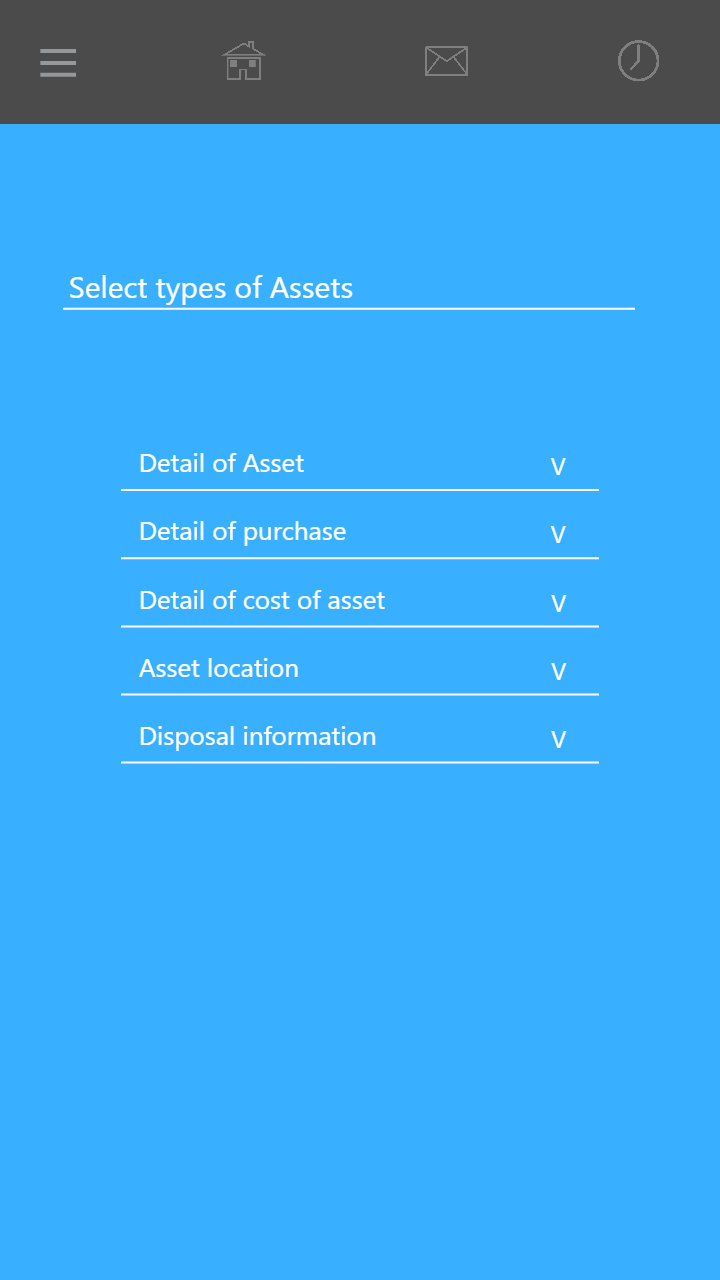 Select types of Assets
Detail of Asset V
Detail of purchase V
Detail of cost of asset V
Asset location V
Disposal information V